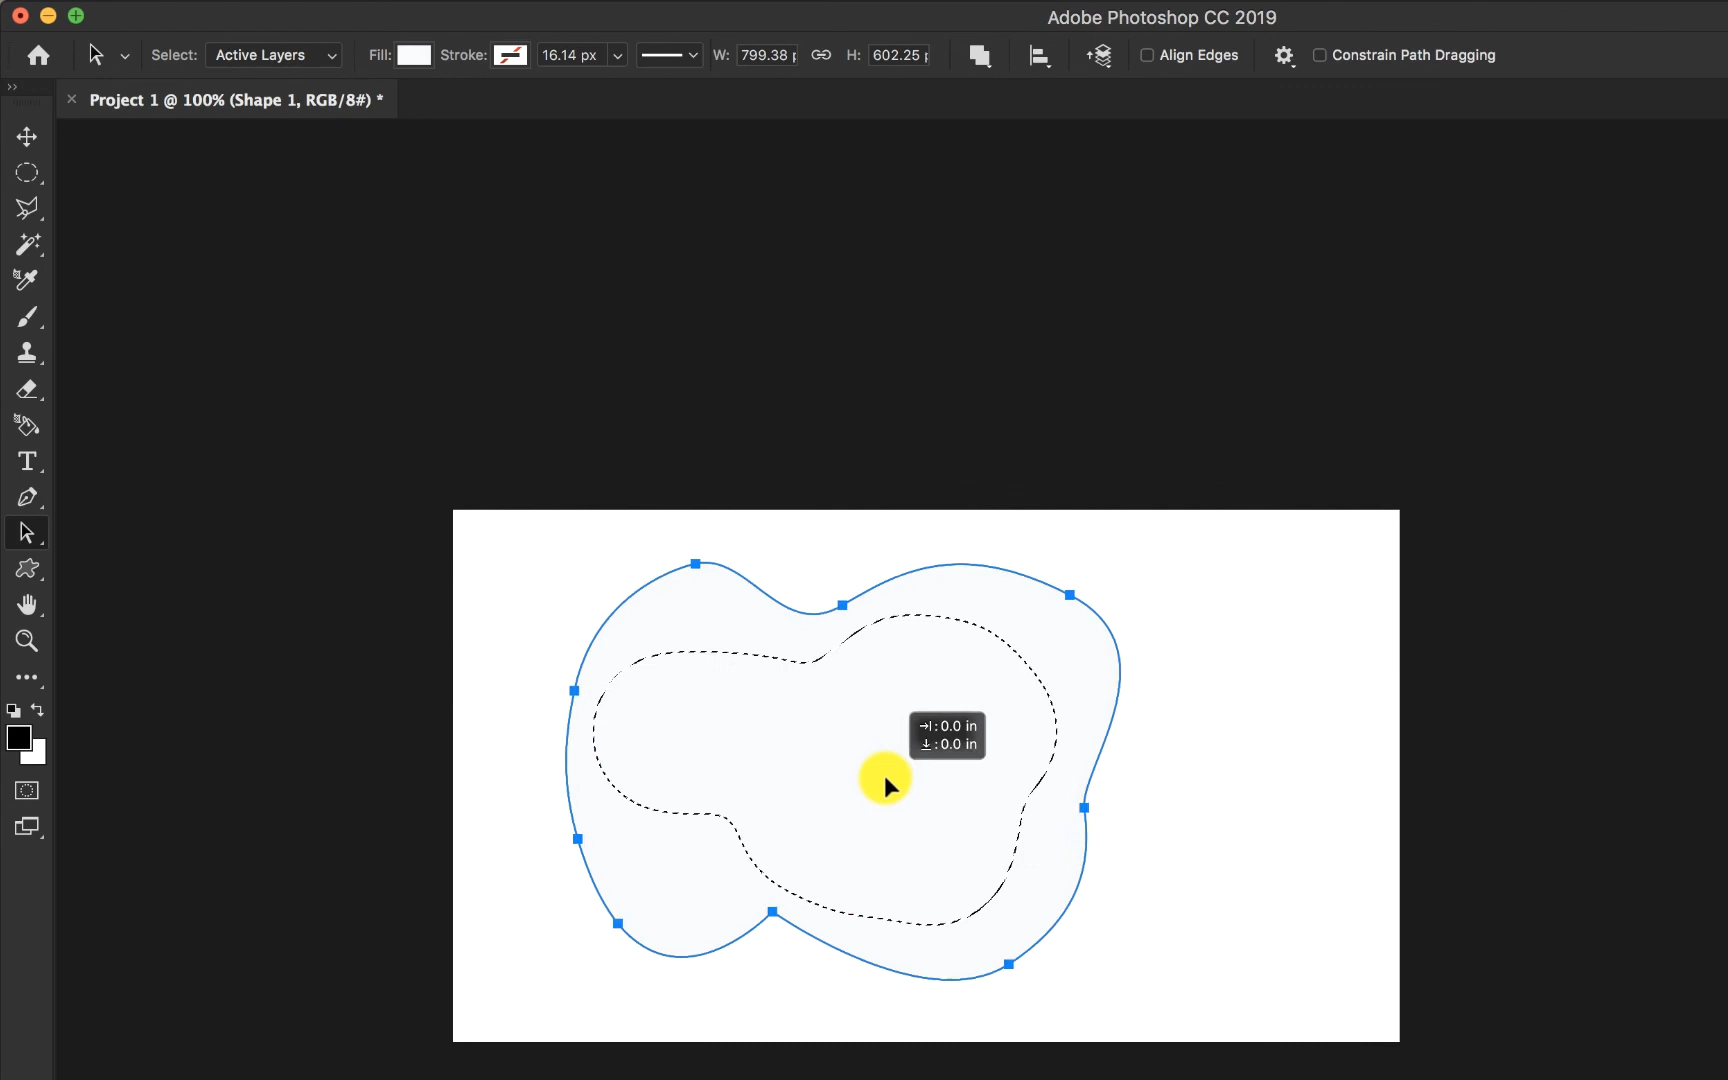 Adobe Photoshop CC 2019
Select: Active Layers Fill: Stroke: 16.14 px W: 799.38 p H: 602.25 p Align Edges Constrain Path Dragging
× Project 1 @ 100% (Shape 1, RGB/8#) *
T
0.0 in
0.0 in